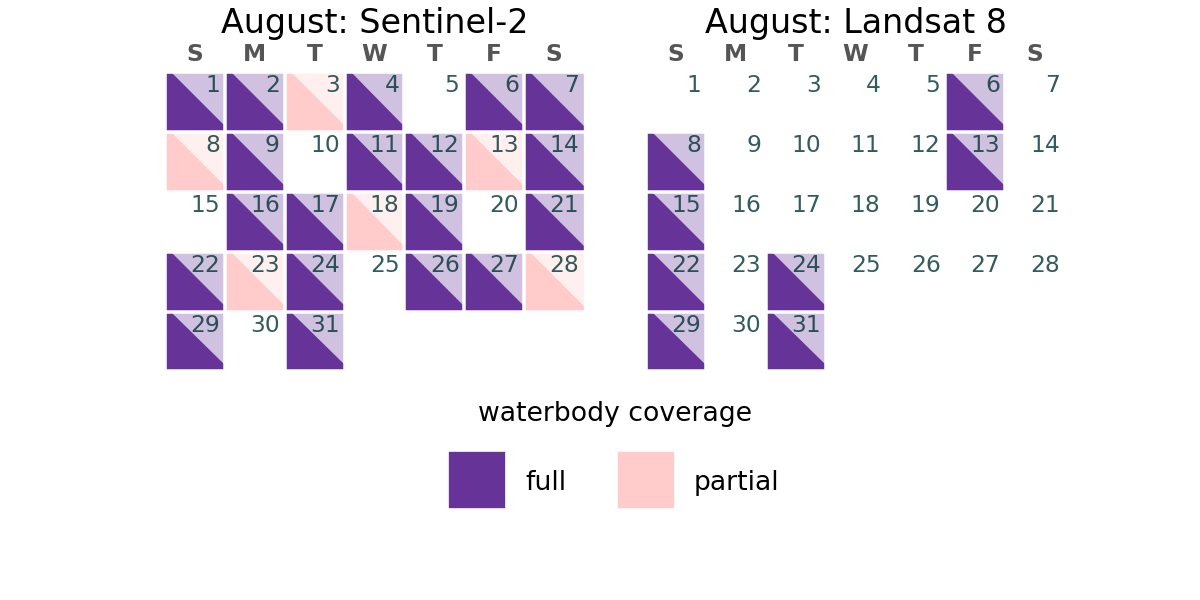 August: Sentinel-2
S M T W T F S
1 2 3 4 5 6 7
8 9 10 11 12 13 14
15 16 17 18 19 20 21
22 23 24 25 26 27 28
29 30 31
August: Landsat 8
S M T W T F S
1 2 3 4 5 6 7
8 9 10 11 12 13 14
15 16 17 18 19 20 21
22 23 24 25 26 27 28
29 30 31
waterbody coverage
full
partial